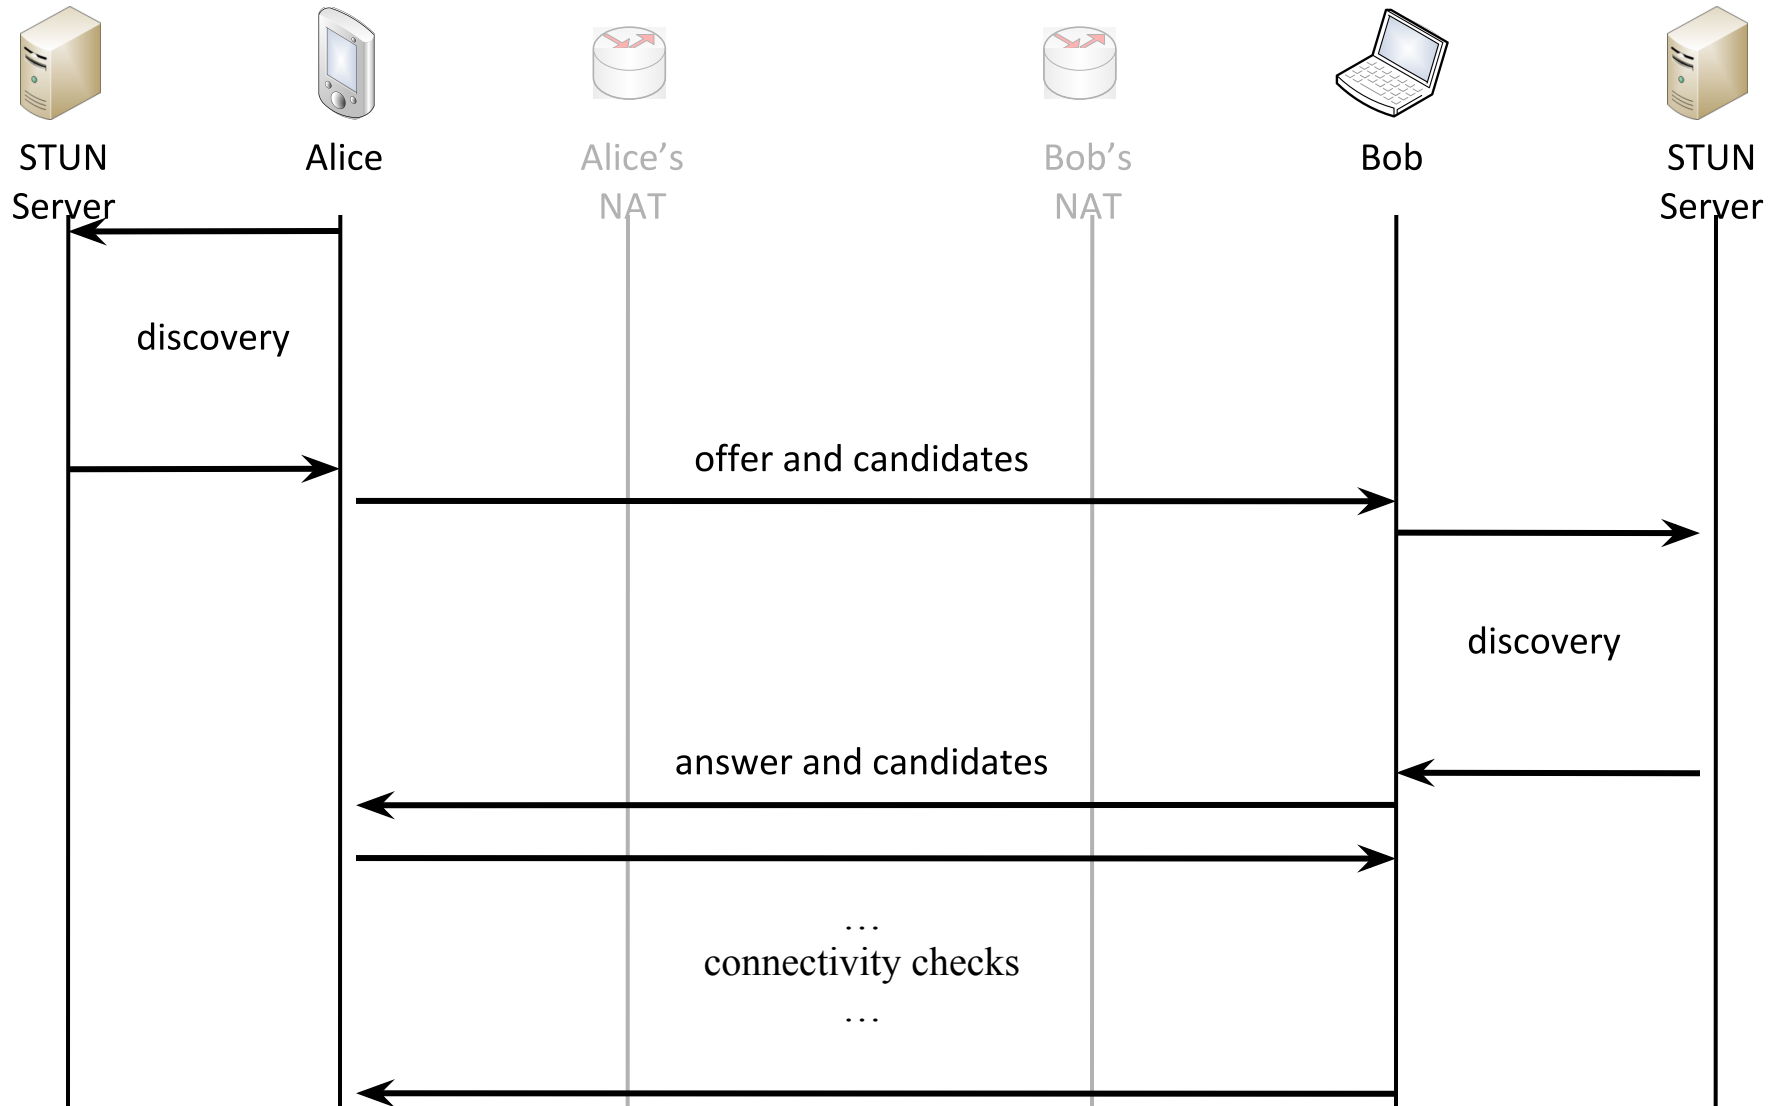 STUN
Server
Alice
Alice’s
NAT
Bob’s
NAT
Bob
STUN
Server
discovery
offer and candidates
discovery
answer and candidates
...
connectivity checks
...